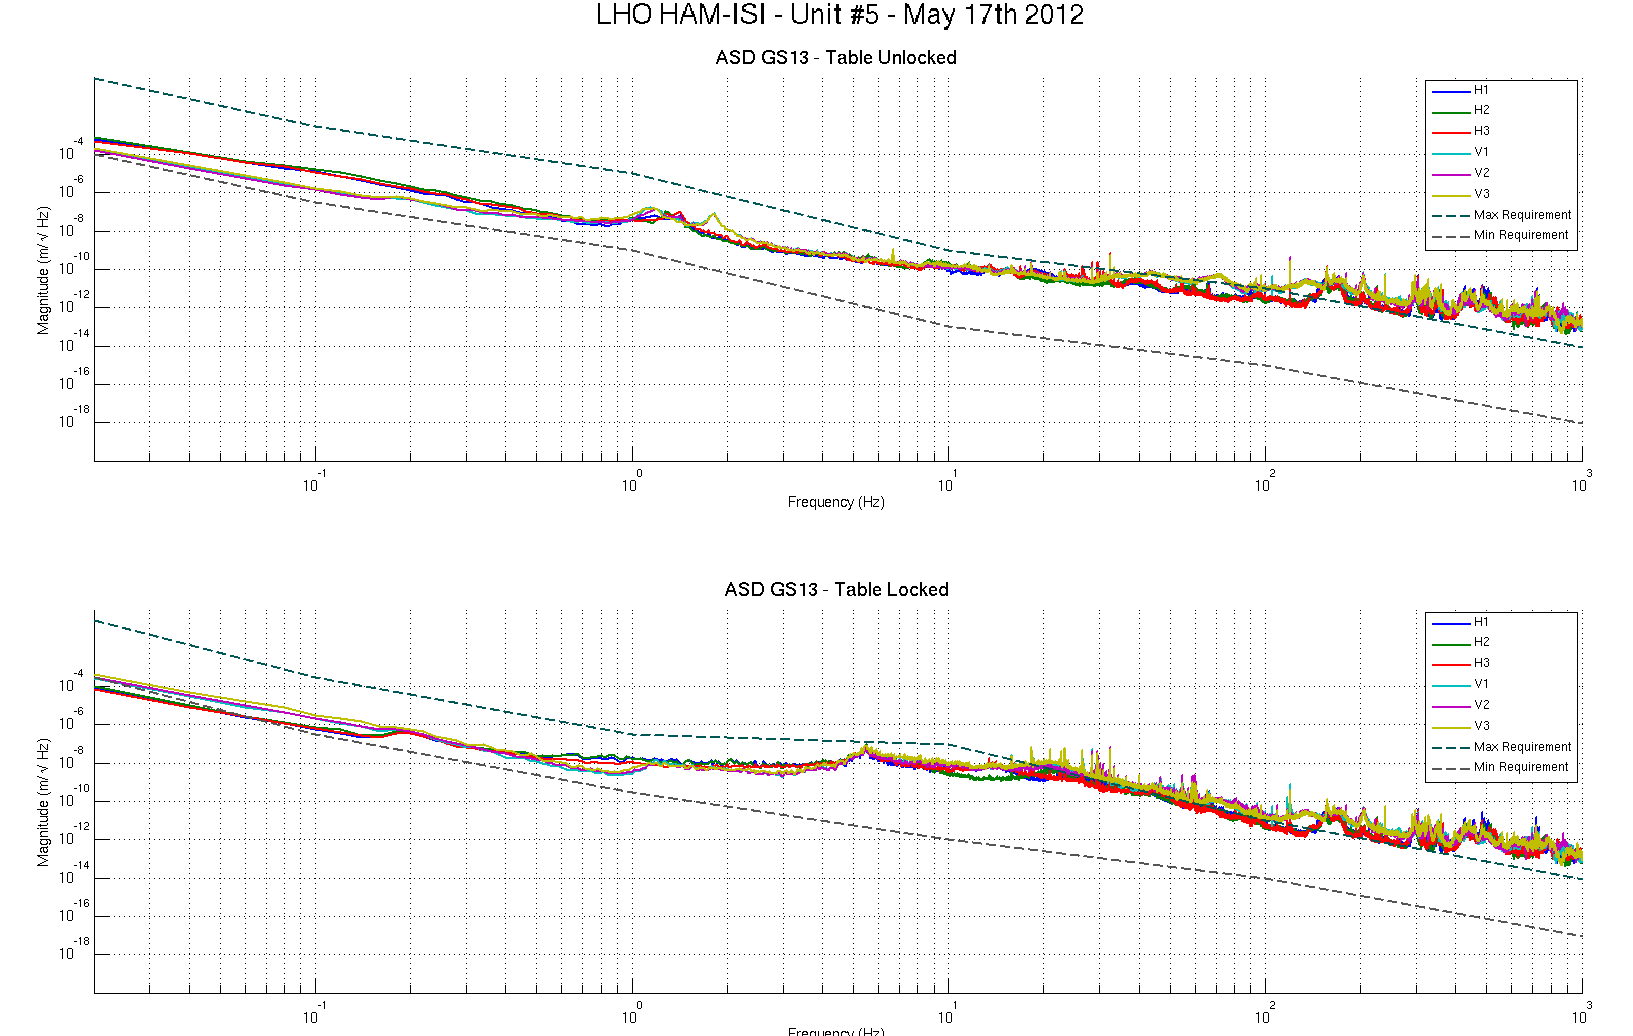 LHO HAM-ISI - Unit #5 - May 17th 2012
ASD GS13 - Table Unlocked
Magnitude (m/√ Hz)
10^-4
10^-6
10^-8
10^-10
10^-12
10^-14
10^-16
10^-18
H1
H2
H3
V1
V2
V3
Max Requirement
Min Requirement
10^-1
10^0
10^1
10^2
10^3
Frequency (Hz)
ASD GS13 - Table Locked
Magnitude (m/√ Hz)
10^-4
10^-6
10^-8
10^-10
10^-12
10^-14
10^-16
10^-18
H1
H2
H3
V1
V2
V3
Max Requirement
Min Requirement
10^-1
10^0
10^1
10^2
10^3
Frequency (Hz)